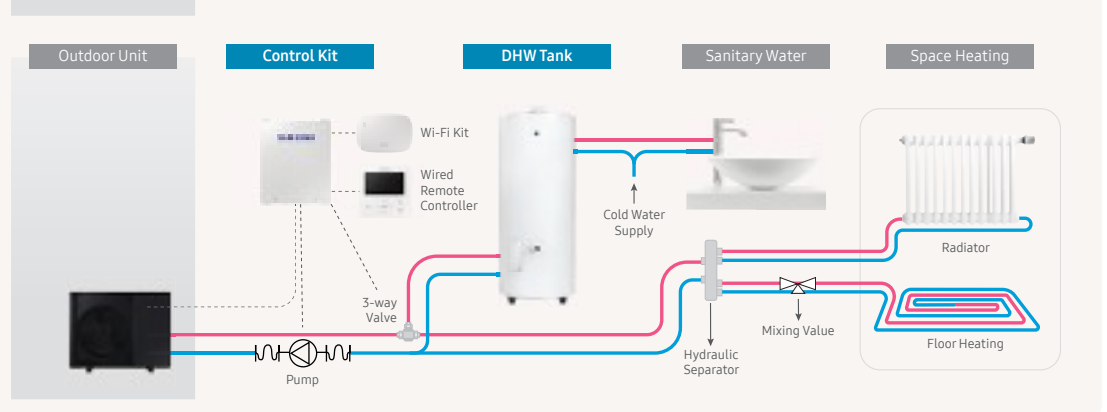 Outdoor Unit
Control Kit
DHW Tank
Sanitary Water
Space Heating
Wi-Fi Kit
Wired
Remote
Controller
Cold Water
Supply
Radiator
3-way
Valve
Mixing Value
Floor Heating
Hydraulic
Separator
Pump